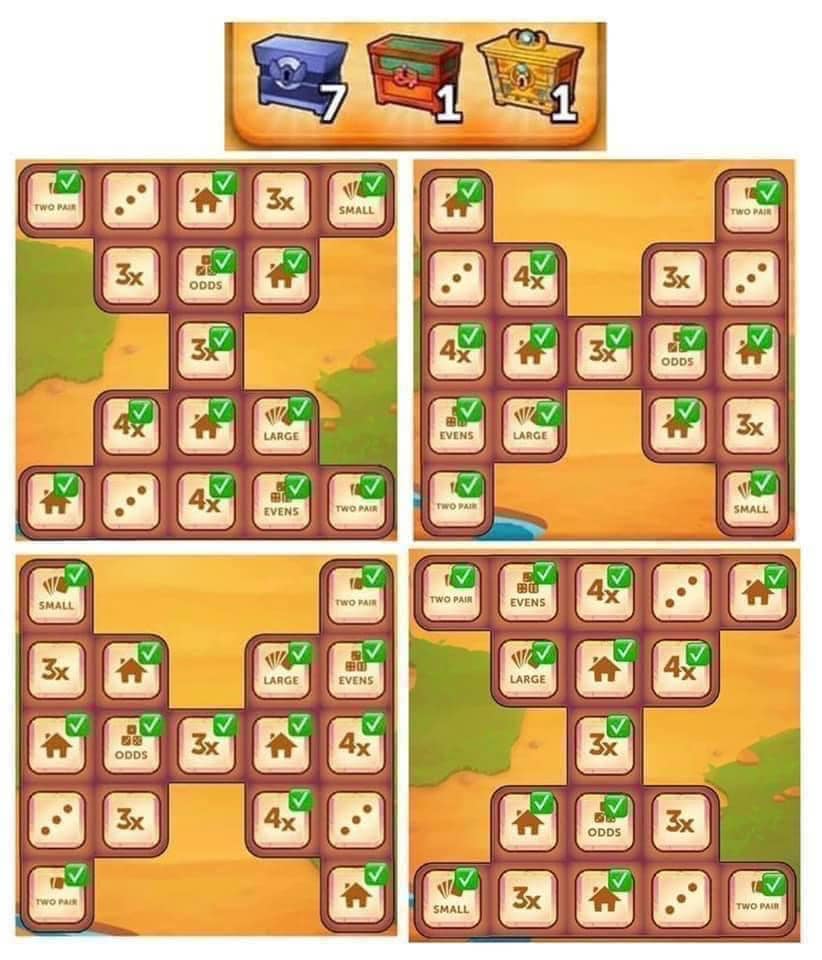 7 1 1
TWO PAIR 3x SMALL
3x ODDS
3x
4x LARGE
4x EVENS TWO PAIR
TWO PAIR
4x 3x
4x 3x ODDS
EVENS LARGE 3x
TWO PAIR SMALL
SMALL TWO PAIR
3x LARGE EVENS
ODDS 3x 4x
3x 4x
TWO PAIR
TWO PAIR EVENS 4x
LARGE 4x
3x
ODDS 3x
SMALL 3x TWO PAIR